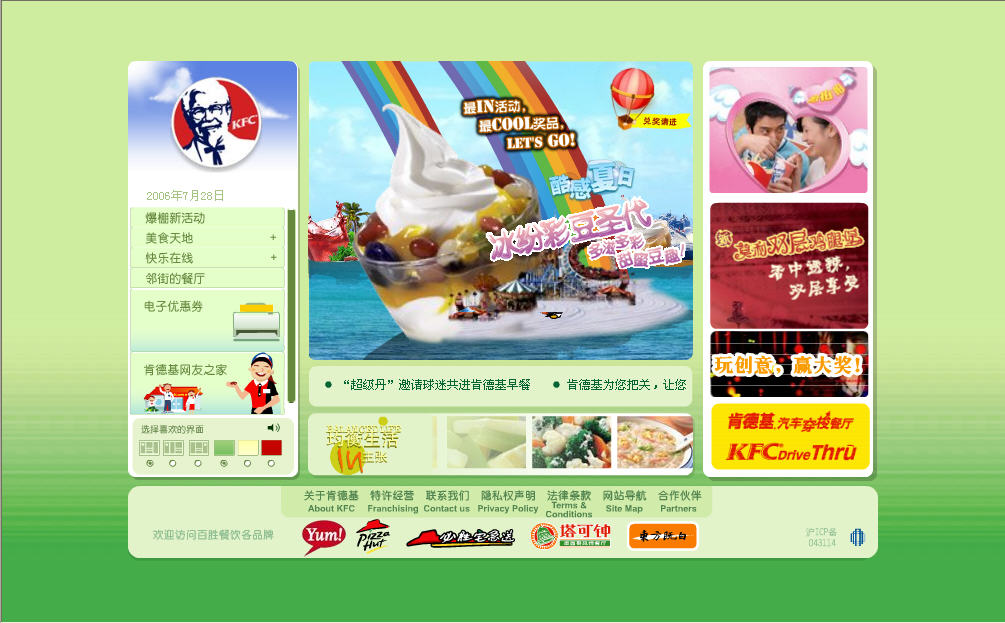 KFC
2006年7月28日
爆棚新活动
美食天地 +
快乐在线 +
邻街的餐厅
电子优惠券
肯德基网友之家
选择喜欢的界面
最IN活动，
最COOL奖品，
LET'S GO!
兑奖请进
酷感夏日
冰纷彩豆圣代
多滋多彩
甜蜜豆趣!
“超级丹”邀请球迷共进肯德基早餐
肯德基为您把关，让您
BALANCED LIFE
均衡生活
in主张
双层鸡腿堡
香中透辣，
双层享受
玩创意，赢大奖!
肯德基 汽车穿梭餐厅
KFC Drive Thrū
关于肯德基 特许经营 联系我们 隐私权声明 法律条款 网站导航 合作伙伴
About KFC Franchising Contact us Privacy Policy Terms & Conditions Site Map Partners
欢迎访问百胜餐饮各品牌
Yum!
Pizza Hut
必胜宅急送
塔可钟
東方既白
沪ICP备
043114